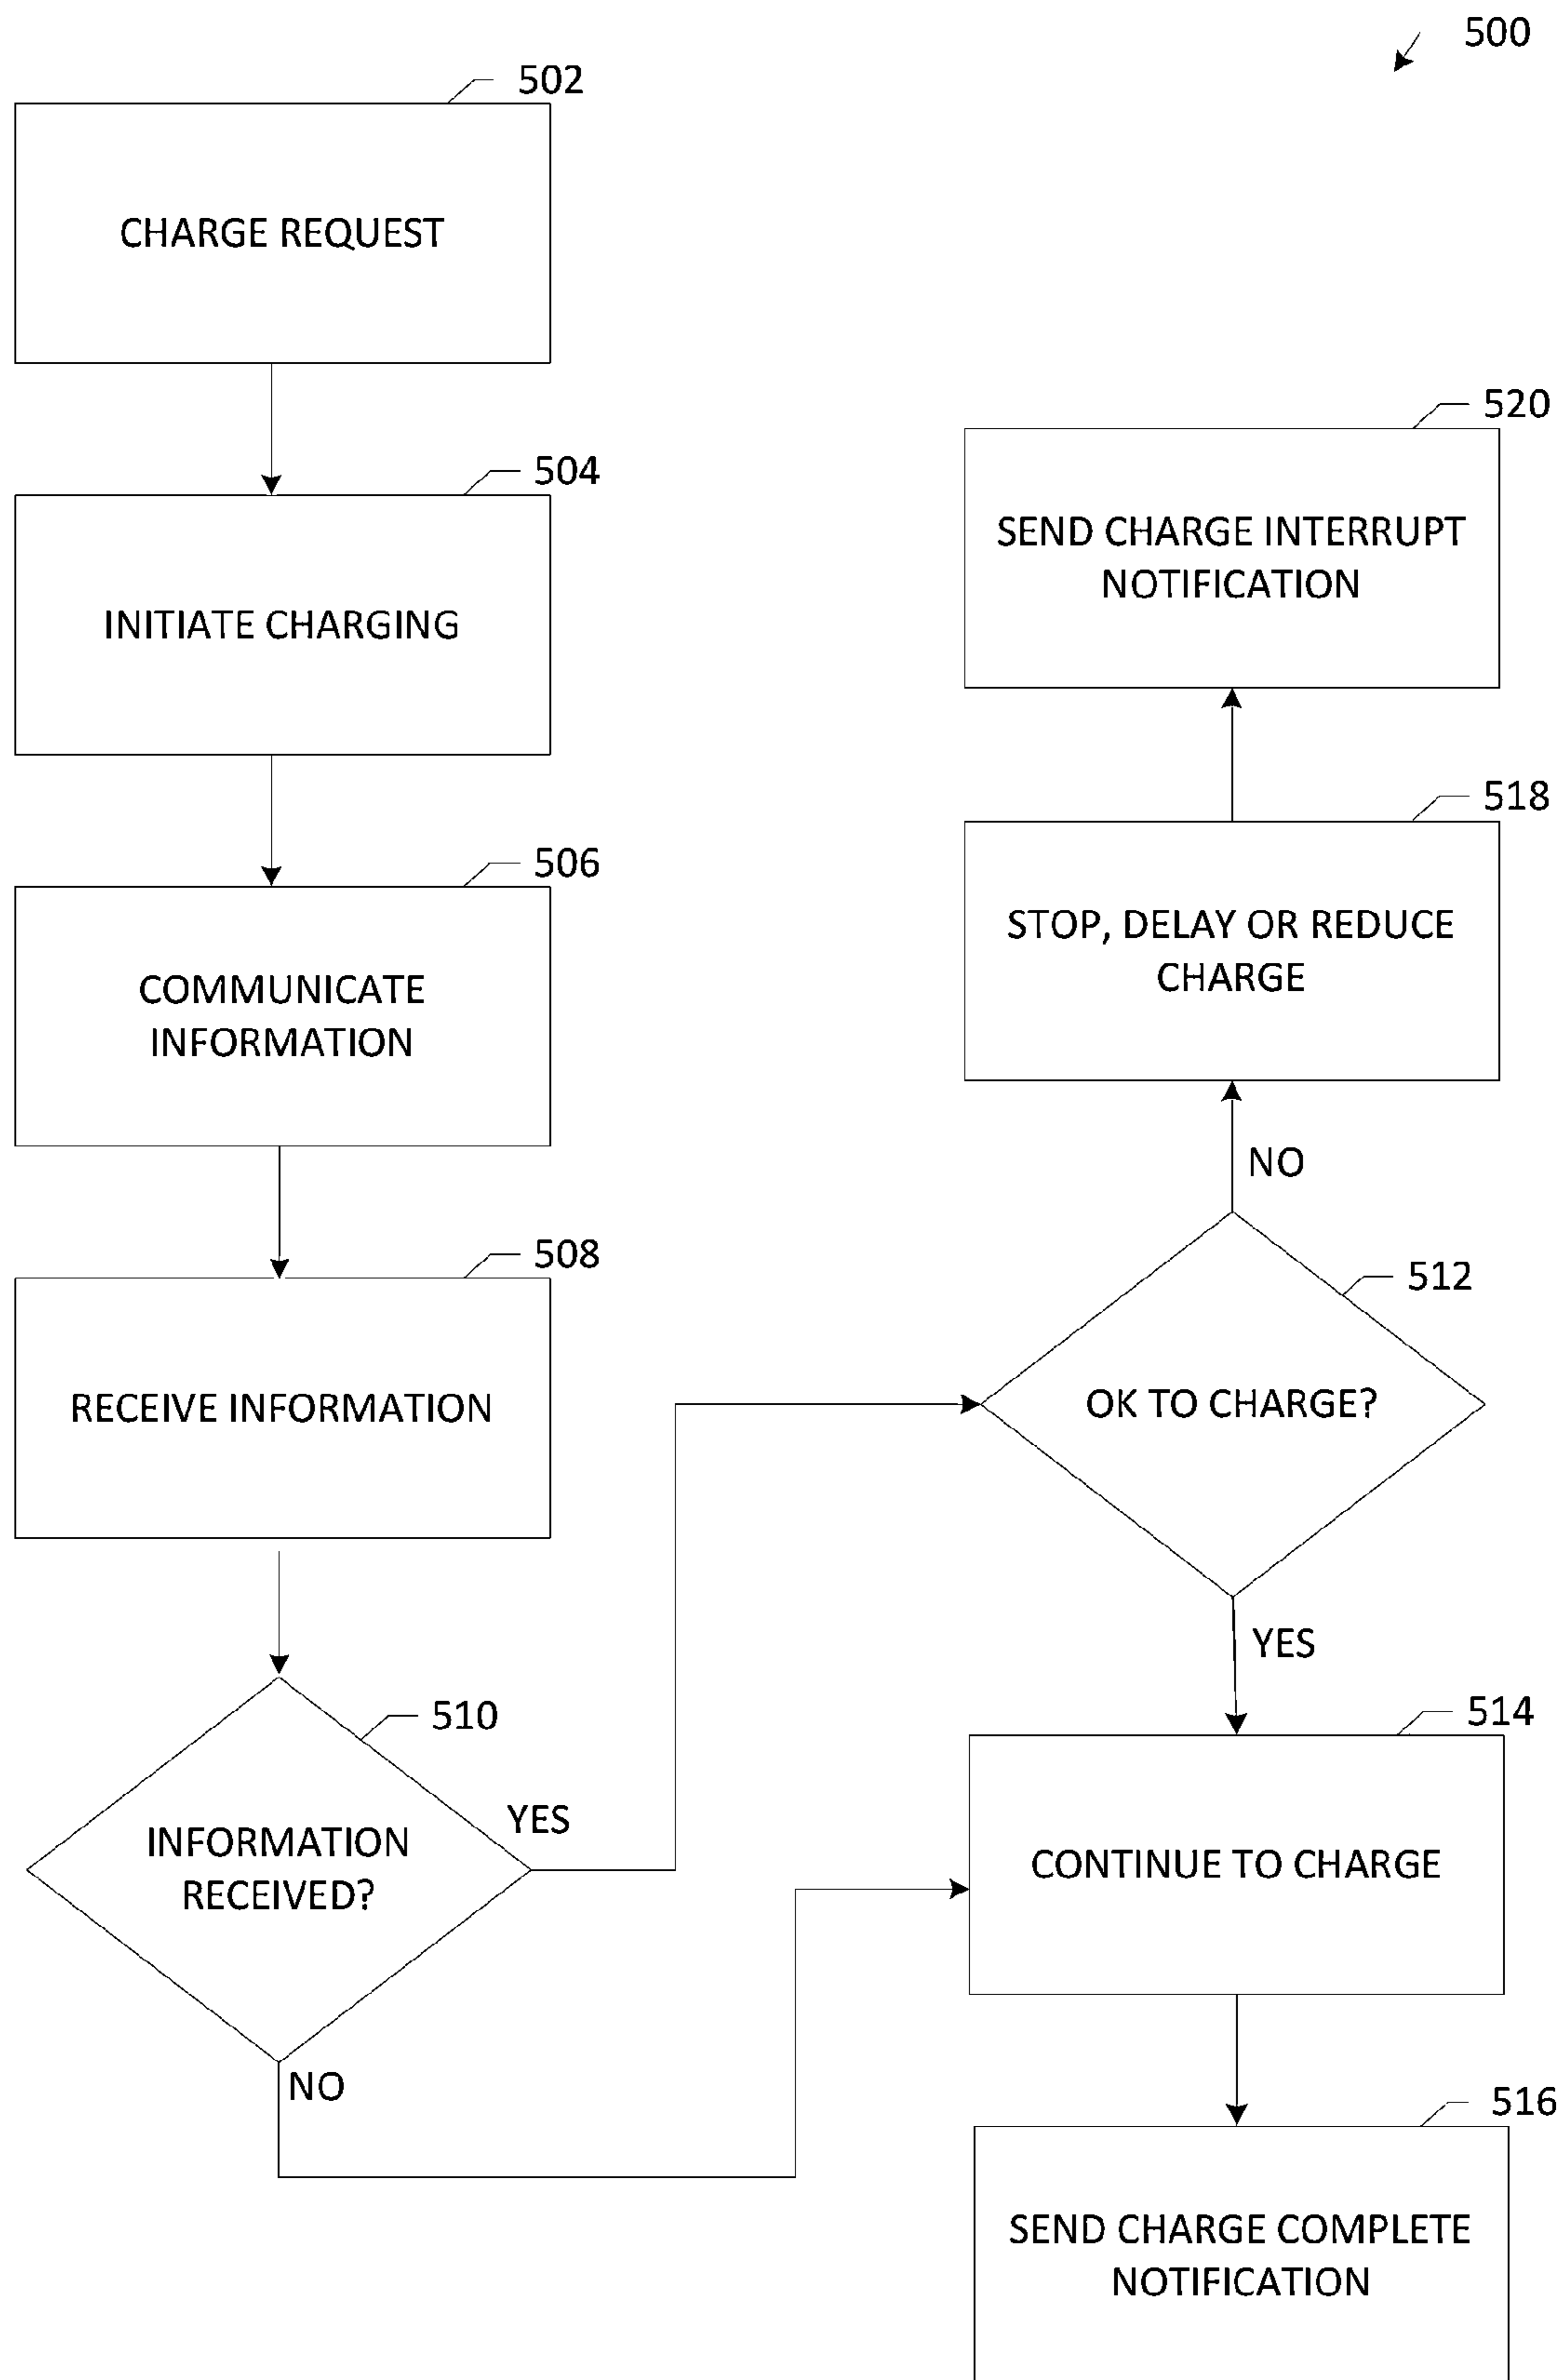 500
502
CHARGE REQUEST
504
INITIATE CHARGING
506
COMMUNICATE
INFORMATION
508
RECEIVE INFORMATION
510
INFORMATION
RECEIVED?
YES
NO
520
SEND CHARGE INTERRUPT
NOTIFICATION
518
STOP, DELAY OR REDUCE
CHARGE
NO
512
OK TO CHARGE?
YES
514
CONTINUE TO CHARGE
516
SEND CHARGE COMPLETE
NOTIFICATION